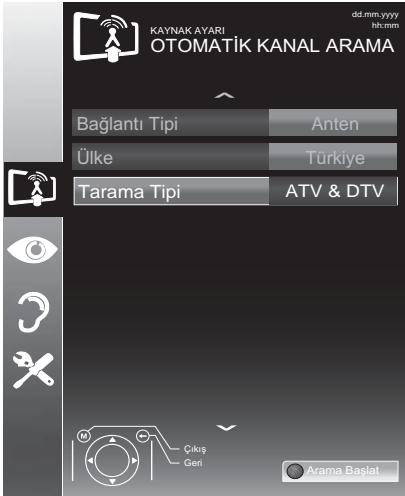 dd.mm.yyyy
hh:mm
KAYNAK AYARI
OTOMATİK KANAL ARAMA
Bağlantı Tipi Anten
Ülke Türkiye
Tarama Tipi ATV & DTV
M
Çıkış
Geri
Arama Başlat